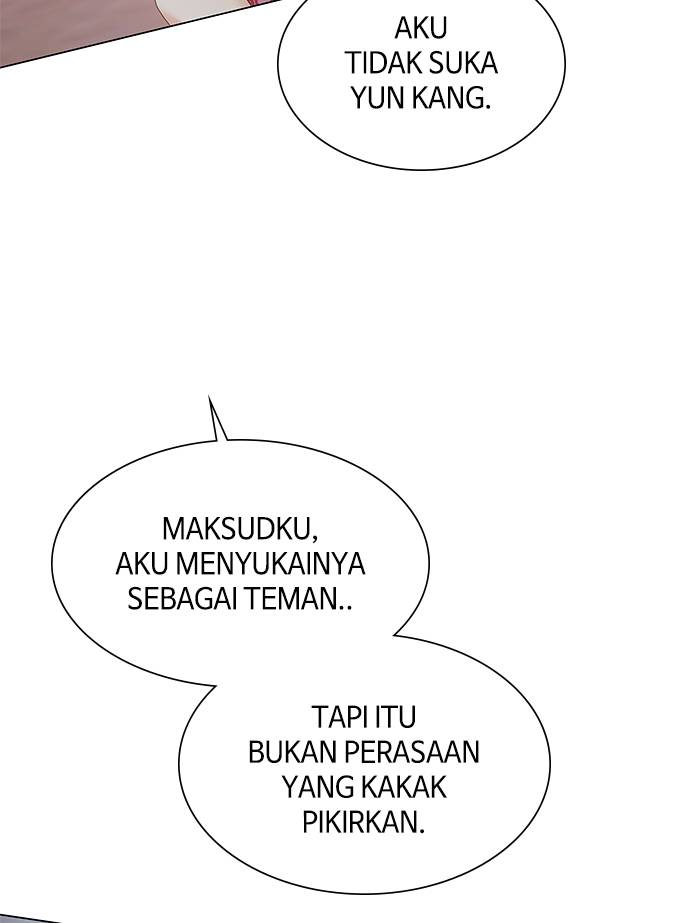 AKU
TIDAK SUKA
YUN KANG.
MAKSUDKU,
AKU MENYUKAINYA
SEBAGAI TEMAN..
TAPI ITU
BUKAN PERASAAN
YANG KAKAK
PIKIRKAN.